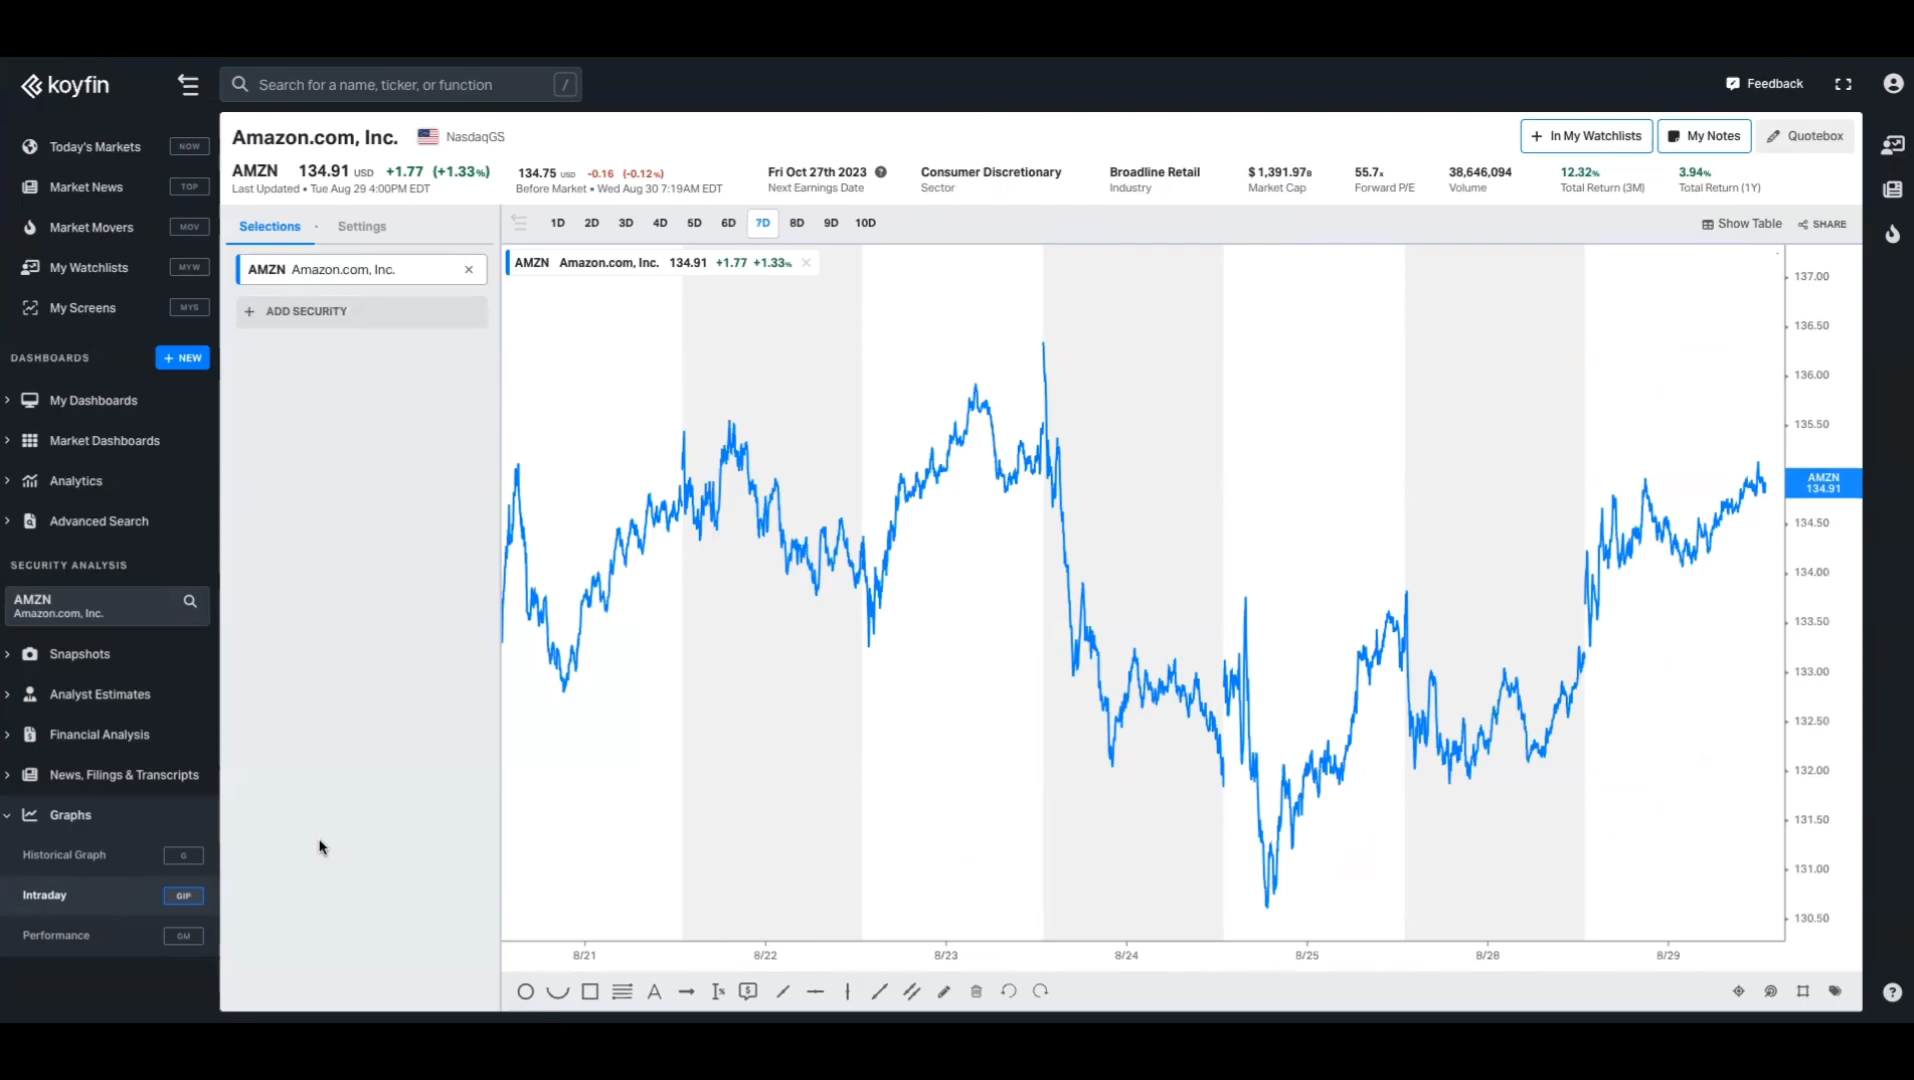 koyfin
Search for a name, ticker, or function /
Feedback
Today's Markets NOW
Market News TOP
Market Movers MOV
My Watchlists MYW
My Screens MYS
DASHBOARDS + NEW
My Dashboards
Market Dashboards
Analytics
Advanced Search
SECURITY ANALYSIS
AMZN
Amazon.com, Inc.
Snapshots
Analyst Estimates
Financial Analysis
News, Filings & Transcripts
Graphs
Historical Graph G
Intraday GIP
Performance GM
Amazon.com, Inc. NasdaqGS
+ In My Watchlists My Notes Quotebox
AMZN 134.91 USD +1.77 (+1.33%)
Last Updated • Tue Aug 29 4:00PM EDT
134.75 USD -0.16 (-0.12%)
Before Market • Wed Aug 30 7:19AM EDT
Fri Oct 27th 2023 ?
Next Earnings Date
Consumer Discretionary
Sector
Broadline Retail
Industry
$ 1,391.97B
Market Cap
55.7x
Forward P/E
38,646,094
Volume
12.32%
Total Return (3M)
3.94%
Total Return (1Y)
Selections Settings
AMZN Amazon.com, Inc. ×
+ ADD SECURITY
1D 2D 3D 4D 5D 6D 7D 8D 9D 10D
Show Table SHARE
AMZN Amazon.com, Inc. 134.91 +1.77 +1.33% ×
137.00
136.50
136.00
135.50
AMZN
134.91
134.50
134.00
133.50
133.00
132.50
132.00
131.50
131.00
130.50
8/21 8/22 8/23 8/24 8/25 8/28 8/29